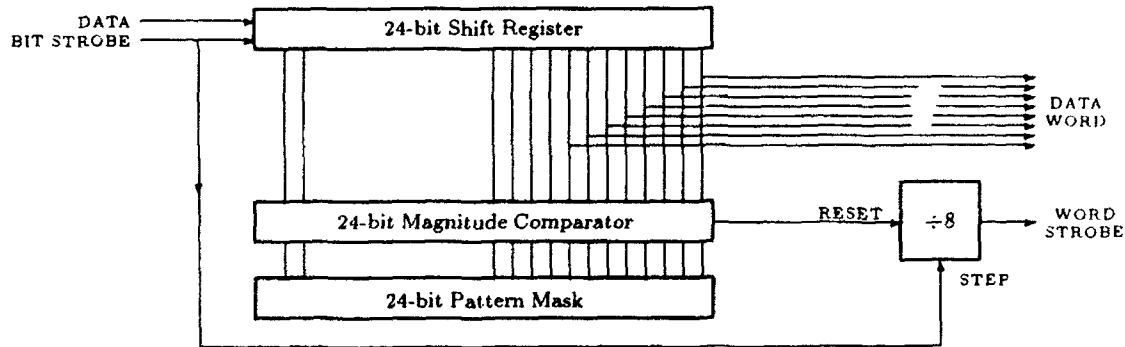 DATA
BIT STROBE
24-bit Shift Register
DATA
WORD
24-bit Magnitude Comparator
RESET
÷8
WORD
STROBE
STEP
24-bit Pattern Mask